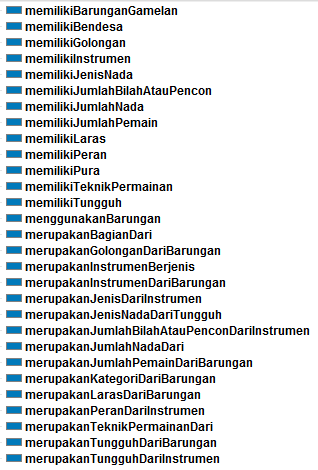 memilikiBarunganGamelan
memilikiBendesa
memilikiGolongan
memilikiInstrumen
memilikiJenisNada
memilikiJumlahBilahAtauPencon
memilikiJumlahNada
memilikiJumlahPemain
memilikiLaras
memilikiPeran
memilikiPura
memilikiTeknikPermainan
memilikiTungguh
menggunakanBarungan
merupakanBagianDari
merupakanGolonganDariBarungan
merupakanInstrumenBerjenis
merupakanInstrumenDariBarungan
merupakanJenisDariInstrumen
merupakanJenisNadaDariTungguh
merupakanJumlahBilahAtauPenconDariInstrumen
merupakanJumlahNadaDari
merupakanJumlahPemainDariBarungan
merupakanKategoriDariBarungan
merupakanLarasDariBarungan
merupakanPeranDariInstrumen
merupakanTeknikPermainanDari
merupakanTungguhDariBarungan
merupakanTungguhDariInstrumen